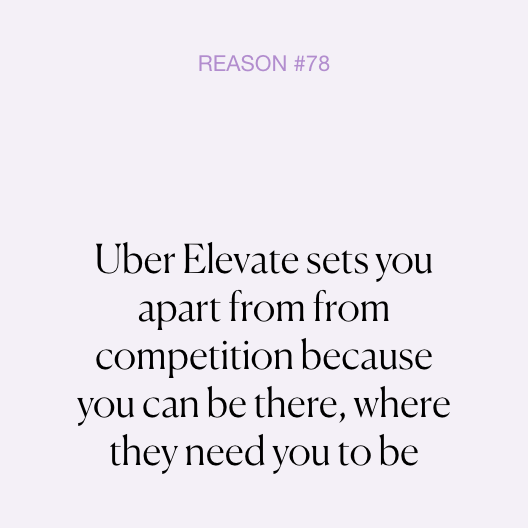 REASON #78
Uber Elevate sets you
apart from from
competition because
you can be there, where
they need you to be